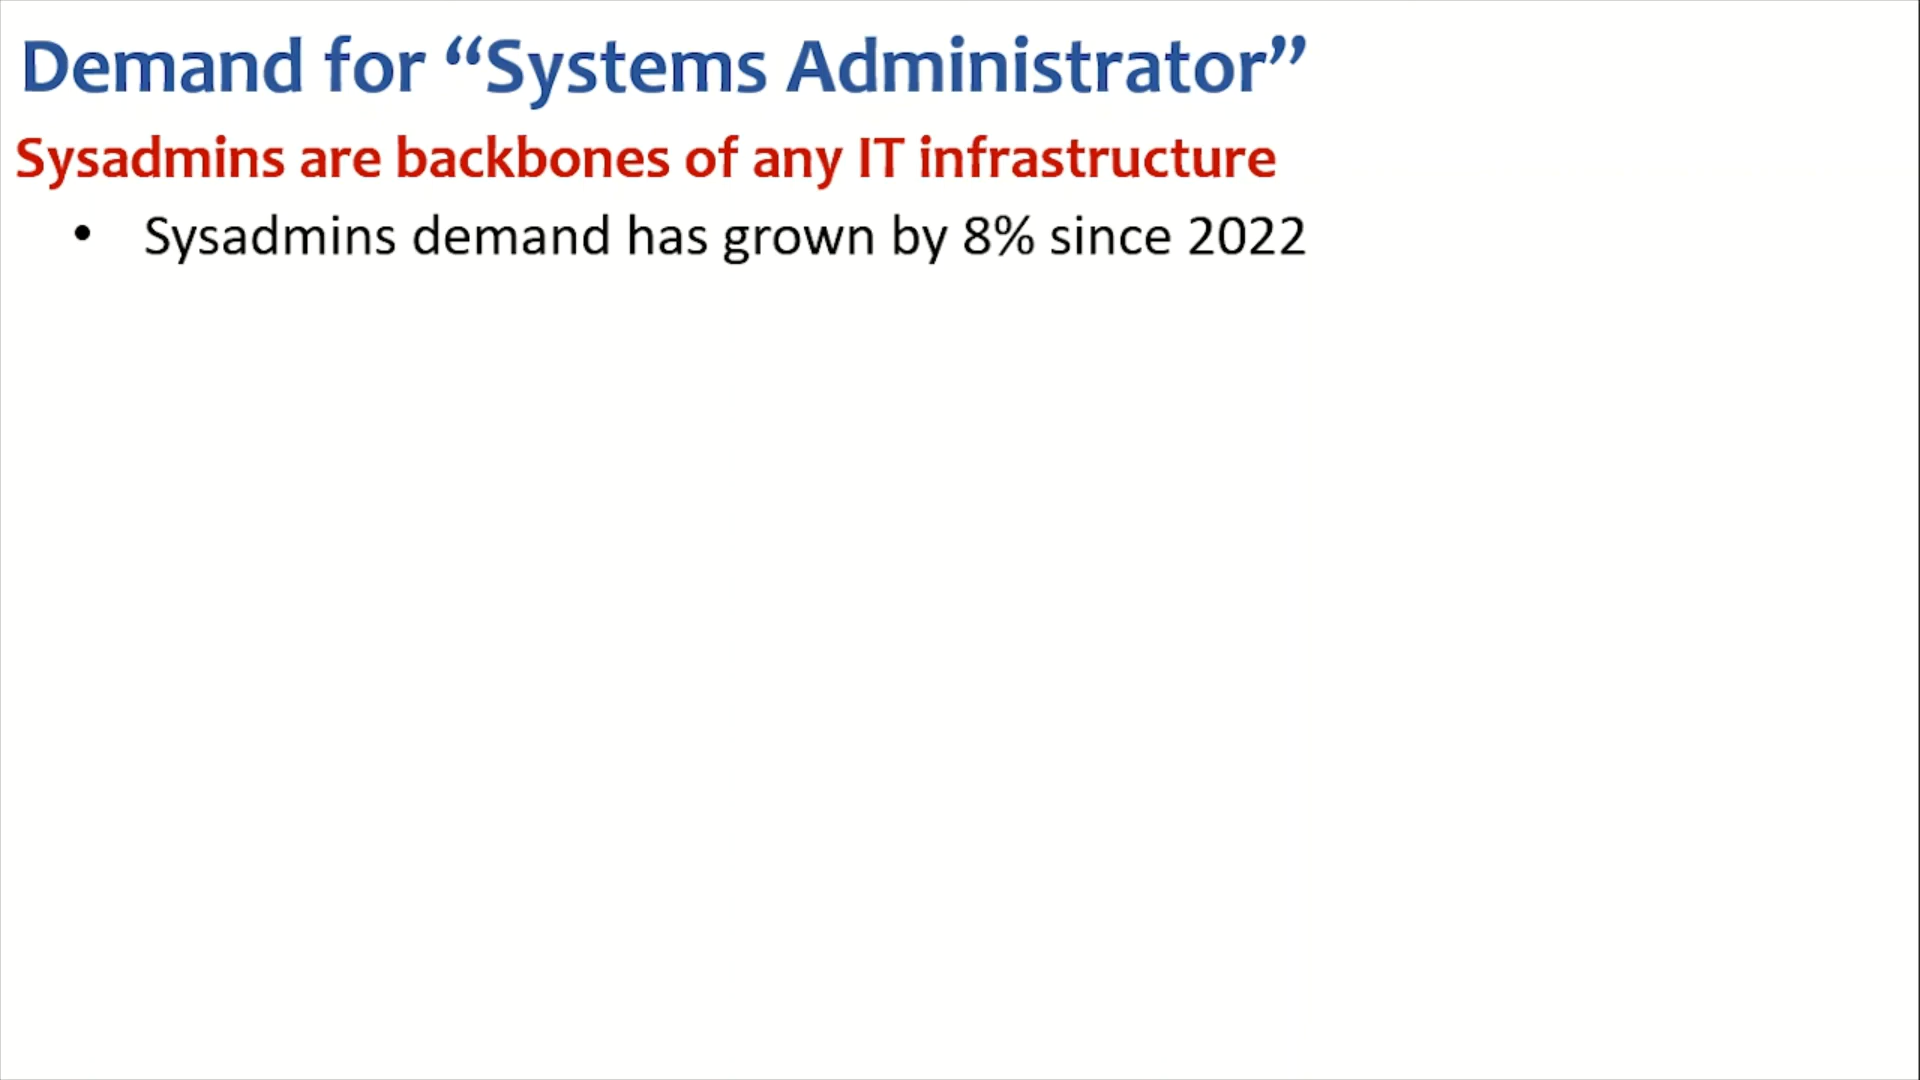 Demand for “Systems Administrator”
Sysadmins are backbones of any IT infrastructure
• Sysadmins demand has grown by 8% since 2022